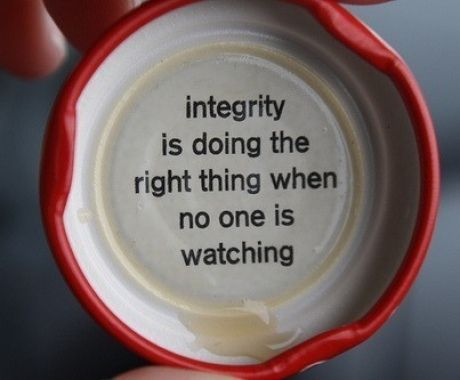 integrity
is doing the
right thing when
no one is
watching